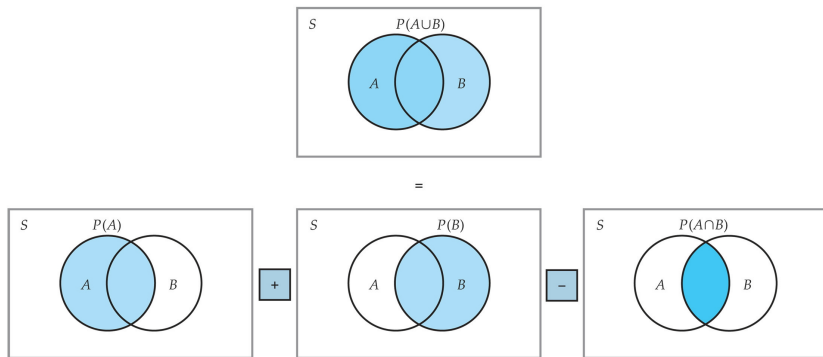 S P(A∪B)
A B
=
S P(A)
A B
+
S P(B)
A B
−
S P(A∩B)
A B